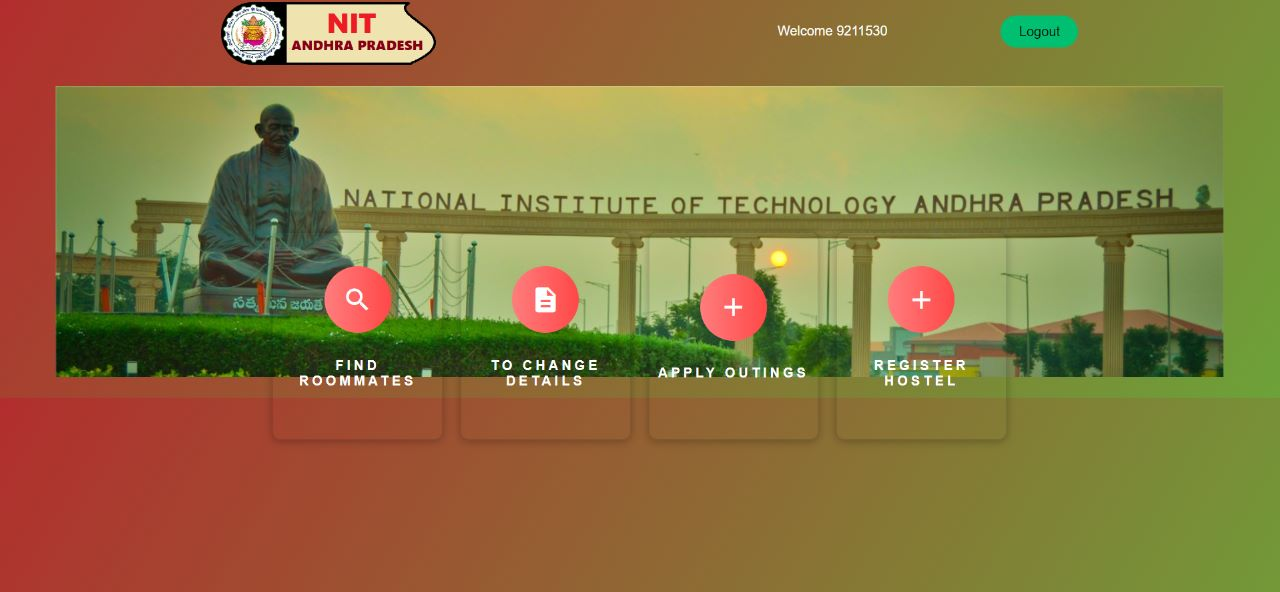 NIT
ANDHRA PRADESH
Welcome 9211530
Logout
NATIONAL INSTITUTE OF TECHNOLOGY ANDHRA PRADESH
FIND
ROOMMATES
TO CHANGE
DETAILS
APPLY OUTINGS
REGISTER
HOSTEL